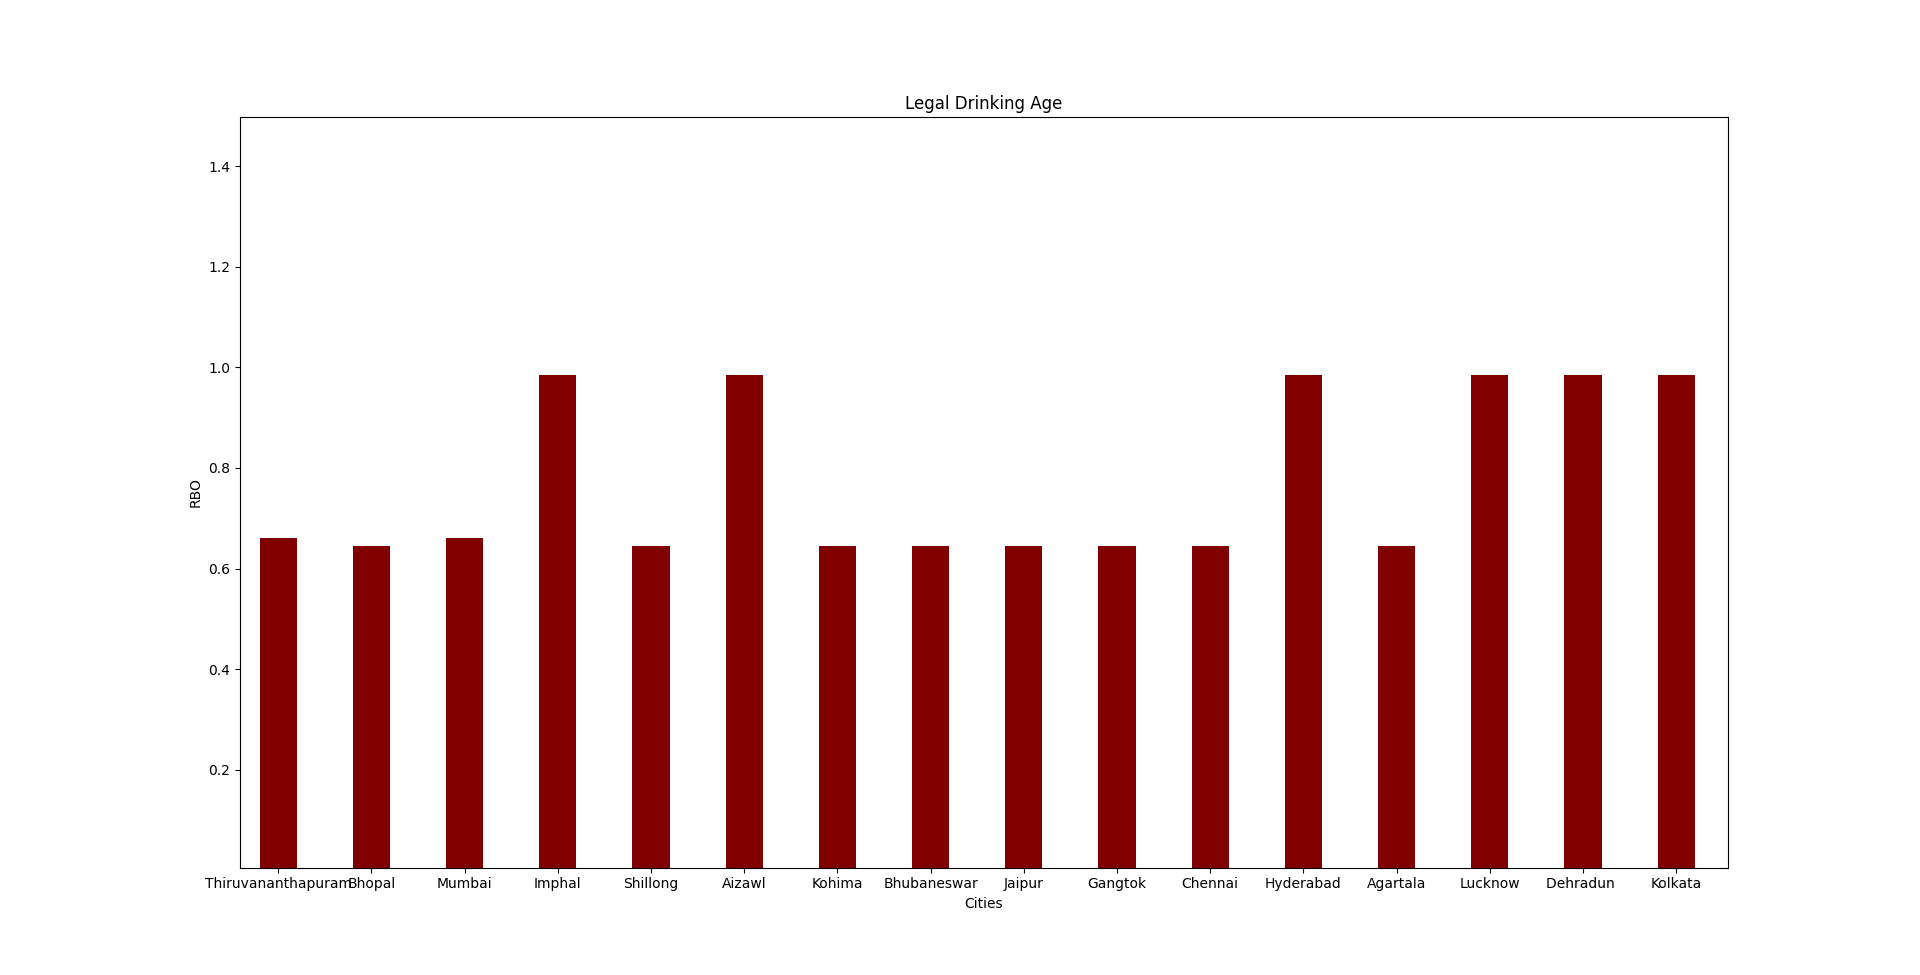 Legal Drinking Age
1.4
1.2
1.0
0.8
0.6
0.4
0.2
RBO
Thiruvananthapuram Bhopal Mumbai Imphal Shillong Aizawl Kohima Bhubaneswar Jaipur Gangtok Chennai Hyderabad Agartala Lucknow Dehradun Kolkata
Cities